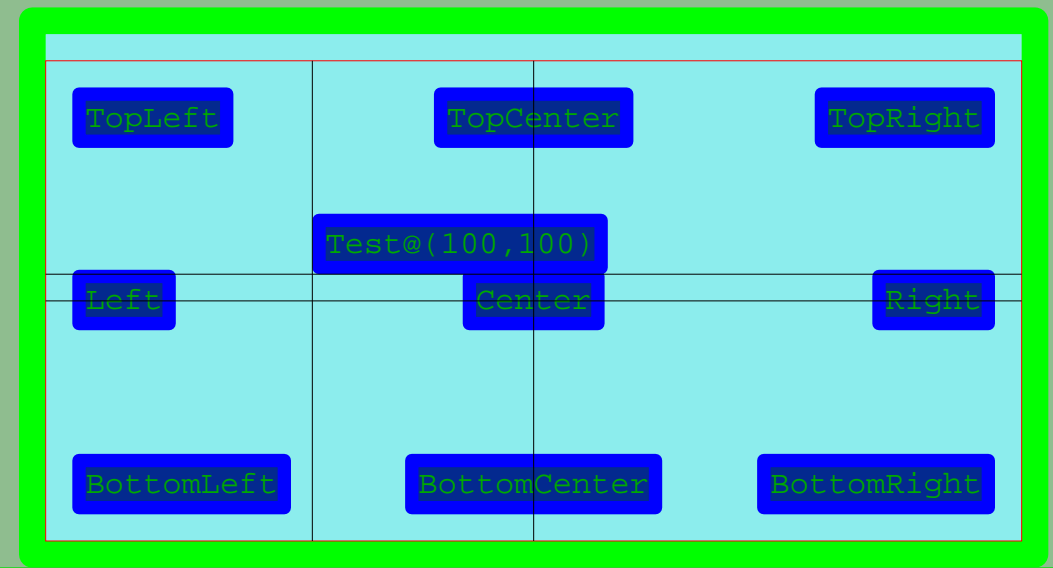 TopLeft
TopCenter
TopRight
Test@(100,100)
Left
Center
Right
BottomLeft
BottomCenter
BottomRight